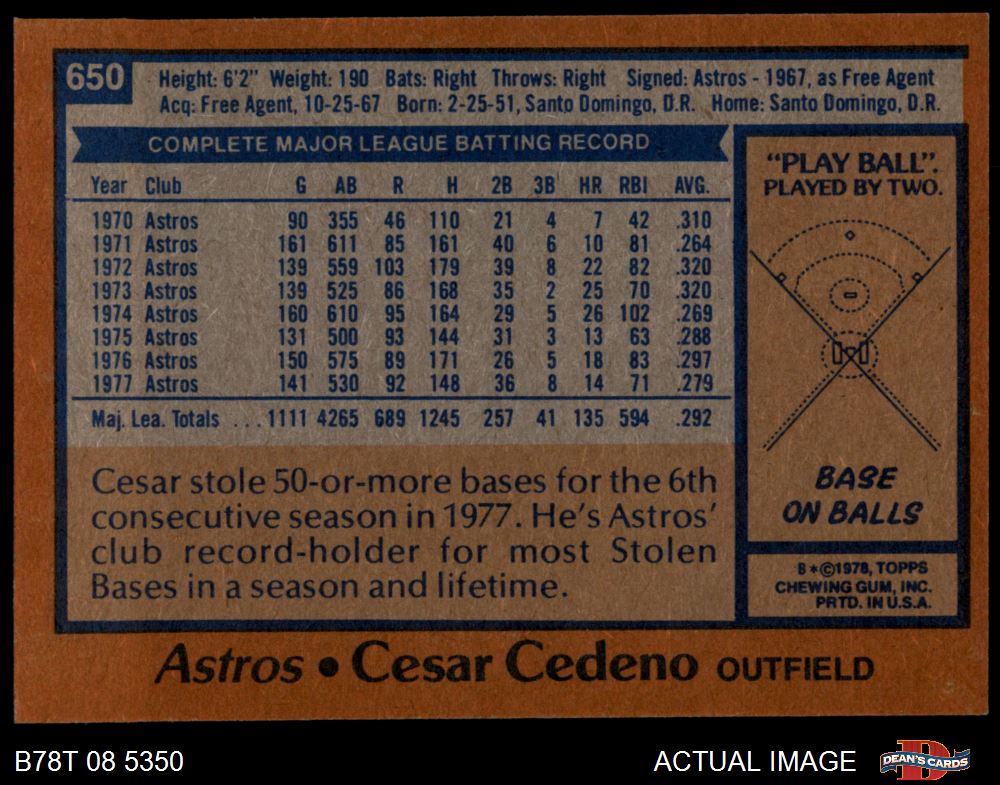 650
Height: 6'2" Weight: 190 Bats: Right Throws: Right Signed: Astros - 1967, as Free Agent
Acq: Free Agent, 10-25-67 Born: 2-25-51, Santo Domingo, D.R. Home: Santo Domingo, D.R.
COMPLETE MAJOR LEAGUE BATTING RECORD
Year Club G AB R H 2B 3B HR RBI AVG.
1970 Astros 90 355 46 110 21 4 7 42 .310
1971 Astros 161 611 85 161 40 6 10 81 .264
1972 Astros 139 559 103 179 39 8 22 82 .320
1973 Astros 139 525 86 168 35 2 25 70 .320
1974 Astros 160 610 95 164 29 5 26 102 .269
1975 Astros 131 500 93 144 31 3 13 63 .288
1976 Astros 150 575 89 171 26 5 18 83 .297
1977 Astros 141 530 92 148 36 8 14 71 .279
Maj. Lea. Totals ... 1111 4265 689 1245 257 41 135 594 .292
Cesar stole 50-or-more bases for the 6th
consecutive season in 1977. He's Astros'
club record-holder for most Stolen
Bases in a season and lifetime.
"PLAY BALL".
PLAYED BY TWO.
BASE
ON BALLS
B*©1978, TOPPS
CHEWING GUM, INC.
PRTD. IN U.S.A.
Astros • Cesar Cedeno OUTFIELD
B78T 08 5350
ACTUAL IMAGE
D
DEAN'S CARDS